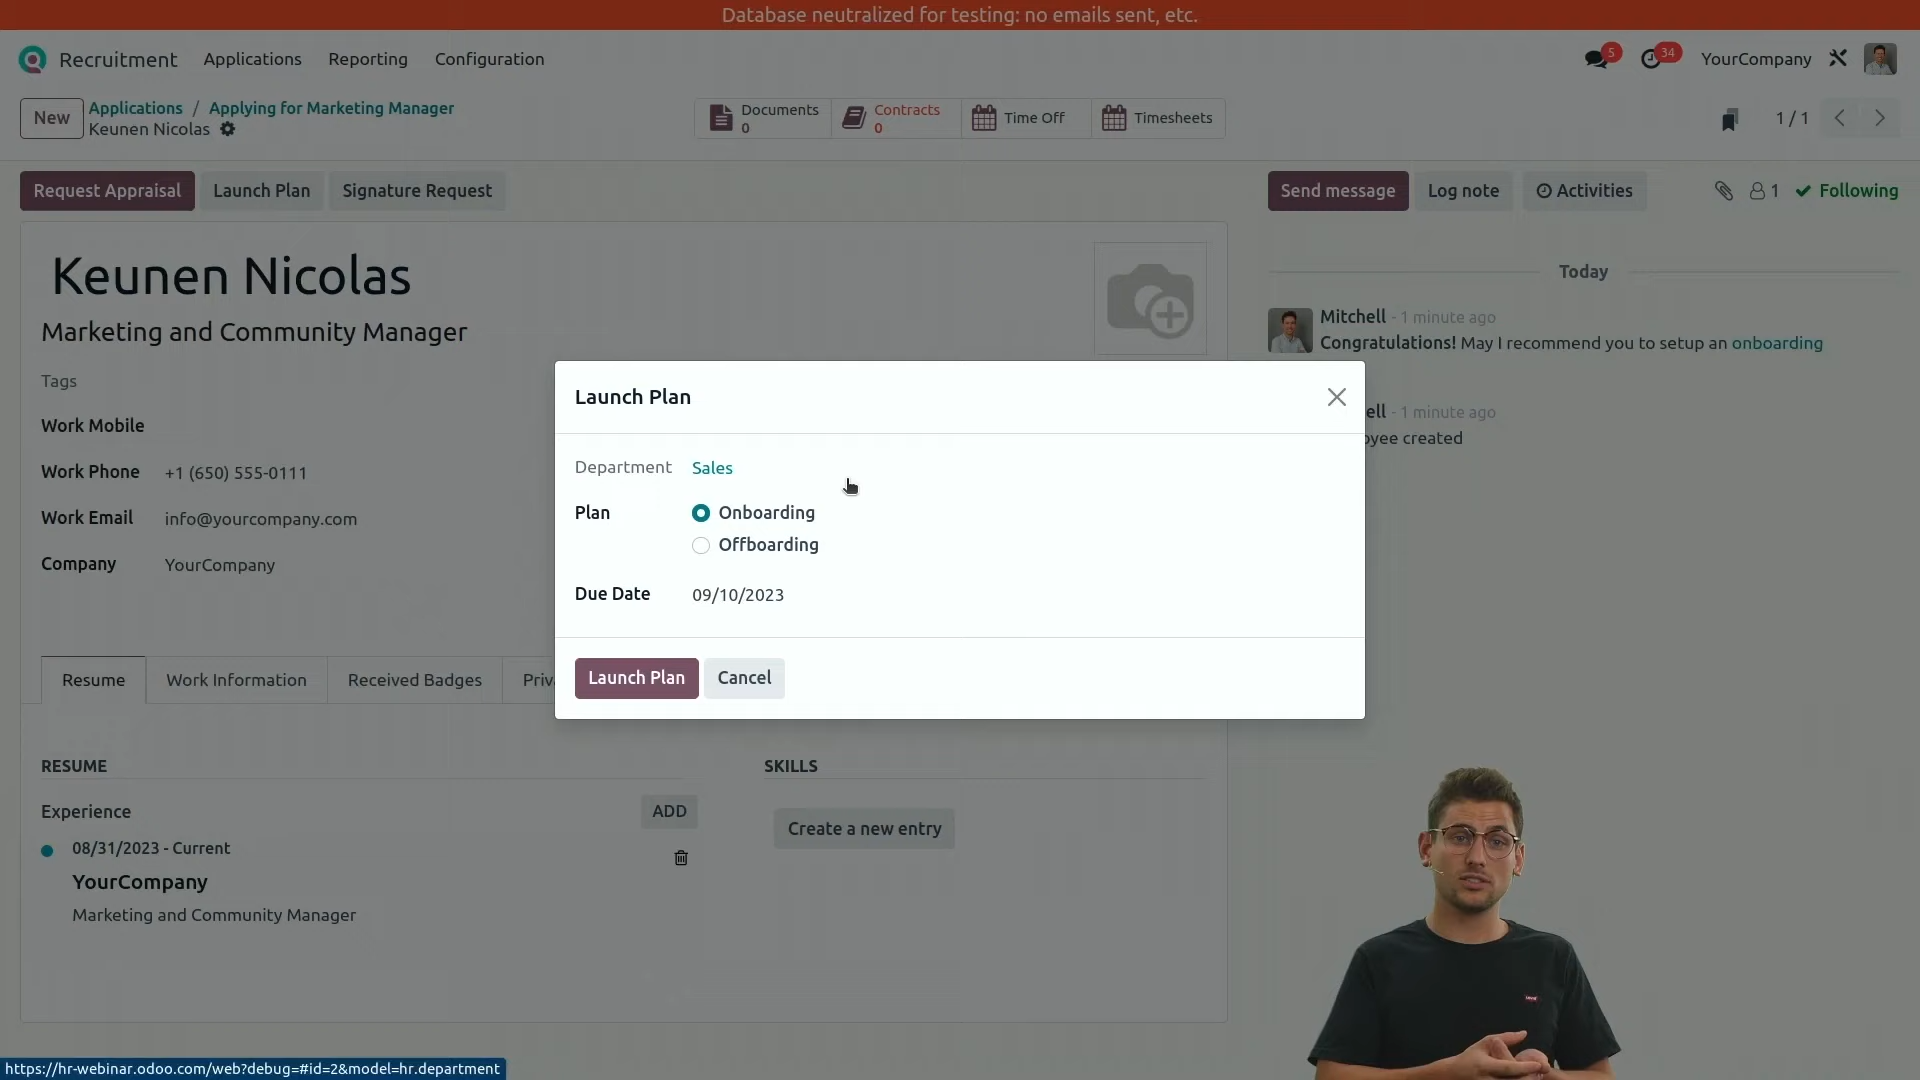 Database neutralized for testing: no emails sent, etc.
Recruitment Applications Reporting Configuration
5 34 YourCompany
New
Applications / Applying for Marketing Manager
Keunen Nicolas
Documents 0
Contracts 0
Time Off
Timesheets
1 / 1
Request Appraisal Launch Plan Signature Request
Send message Log note Activities 1 Following
Keunen Nicolas
Marketing and Community Manager
Tags
Work Mobile
Work Phone +1 (650) 555-0111
Work Email info@yourcompany.com
Company YourCompany
Today
Mitchell - 1 minute ago
Congratulations! May I recommend you to setup an onboarding
ell - 1 minute ago
oyee created
Launch Plan
Department Sales
Plan Onboarding
Offboarding
Due Date 09/10/2023
Launch Plan Cancel
Resume Work Information Received Badges Priv
RESUME
Experience ADD
08/31/2023 - Current
YourCompany
Marketing and Community Manager
SKILLS
Create a new entry
https://hr-webinar.odoo.com/web?debug=#id=2&model=hr.department